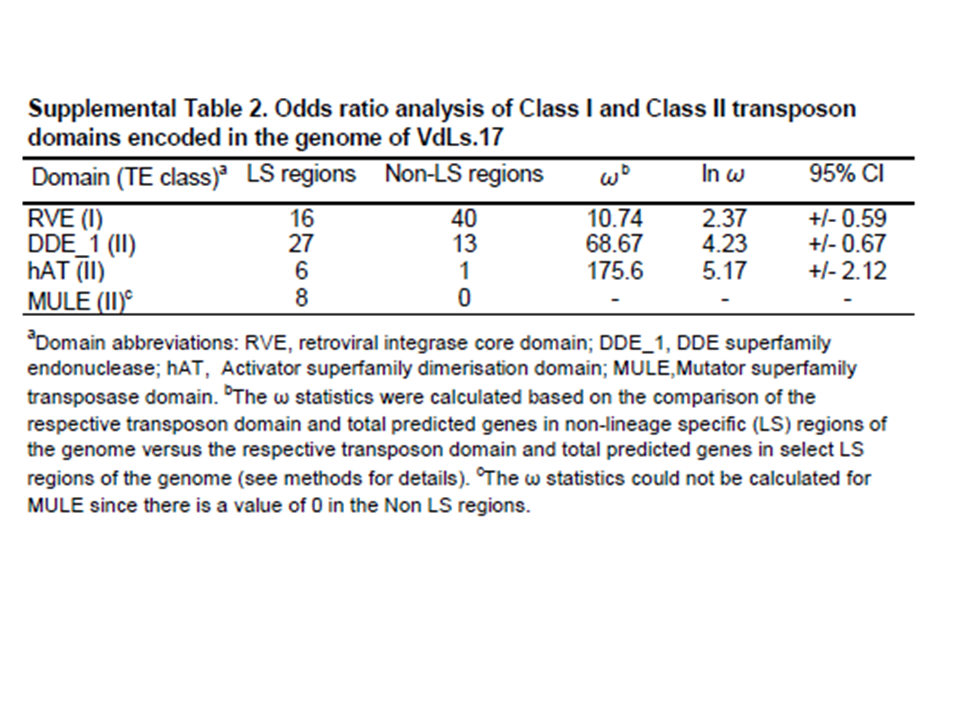 Supplemental Table 2. Odds ratio analysis of Class I and Class II transposon
domains encoded in the genome of VdLs.17
Domain (TE class)ᵃ LS regions Non-LS regions ωᵇ ln ω 95% CI
RVE (I) 16 40 10.74 2.37 +/- 0.59
DDE_1 (II) 27 13 68.67 4.23 +/- 0.67
hAT (II) 6 1 175.6 5.17 +/- 2.12
MULE (II)ᶜ 8 0 - - -
ᵃDomain abbreviations: RVE, retroviral integrase core domain; DDE_1, DDE superfamily
endonuclease; hAT, Activator superfamily dimerisation domain; MULE,Mutator superfamily
transposase domain. ᵇThe ω statistics were calculated based on the comparison of the
respective transposon domain and total predicted genes in non-lineage specific (LS) regions of
the genome versus the respective transposon domain and total predicted genes in select LS
regions of the genome (see methods for details). ᶜThe ω statistics could not be calculated for
MULE since there is a value of 0 in the Non LS regions.